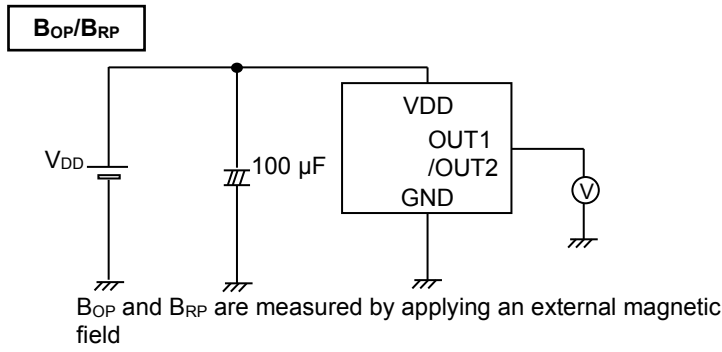 BOP/BRP
VDD
VDD
100 µF
OUT1
/OUT2
GND
V
BOP and BRP are measured by applying an external magnetic
field